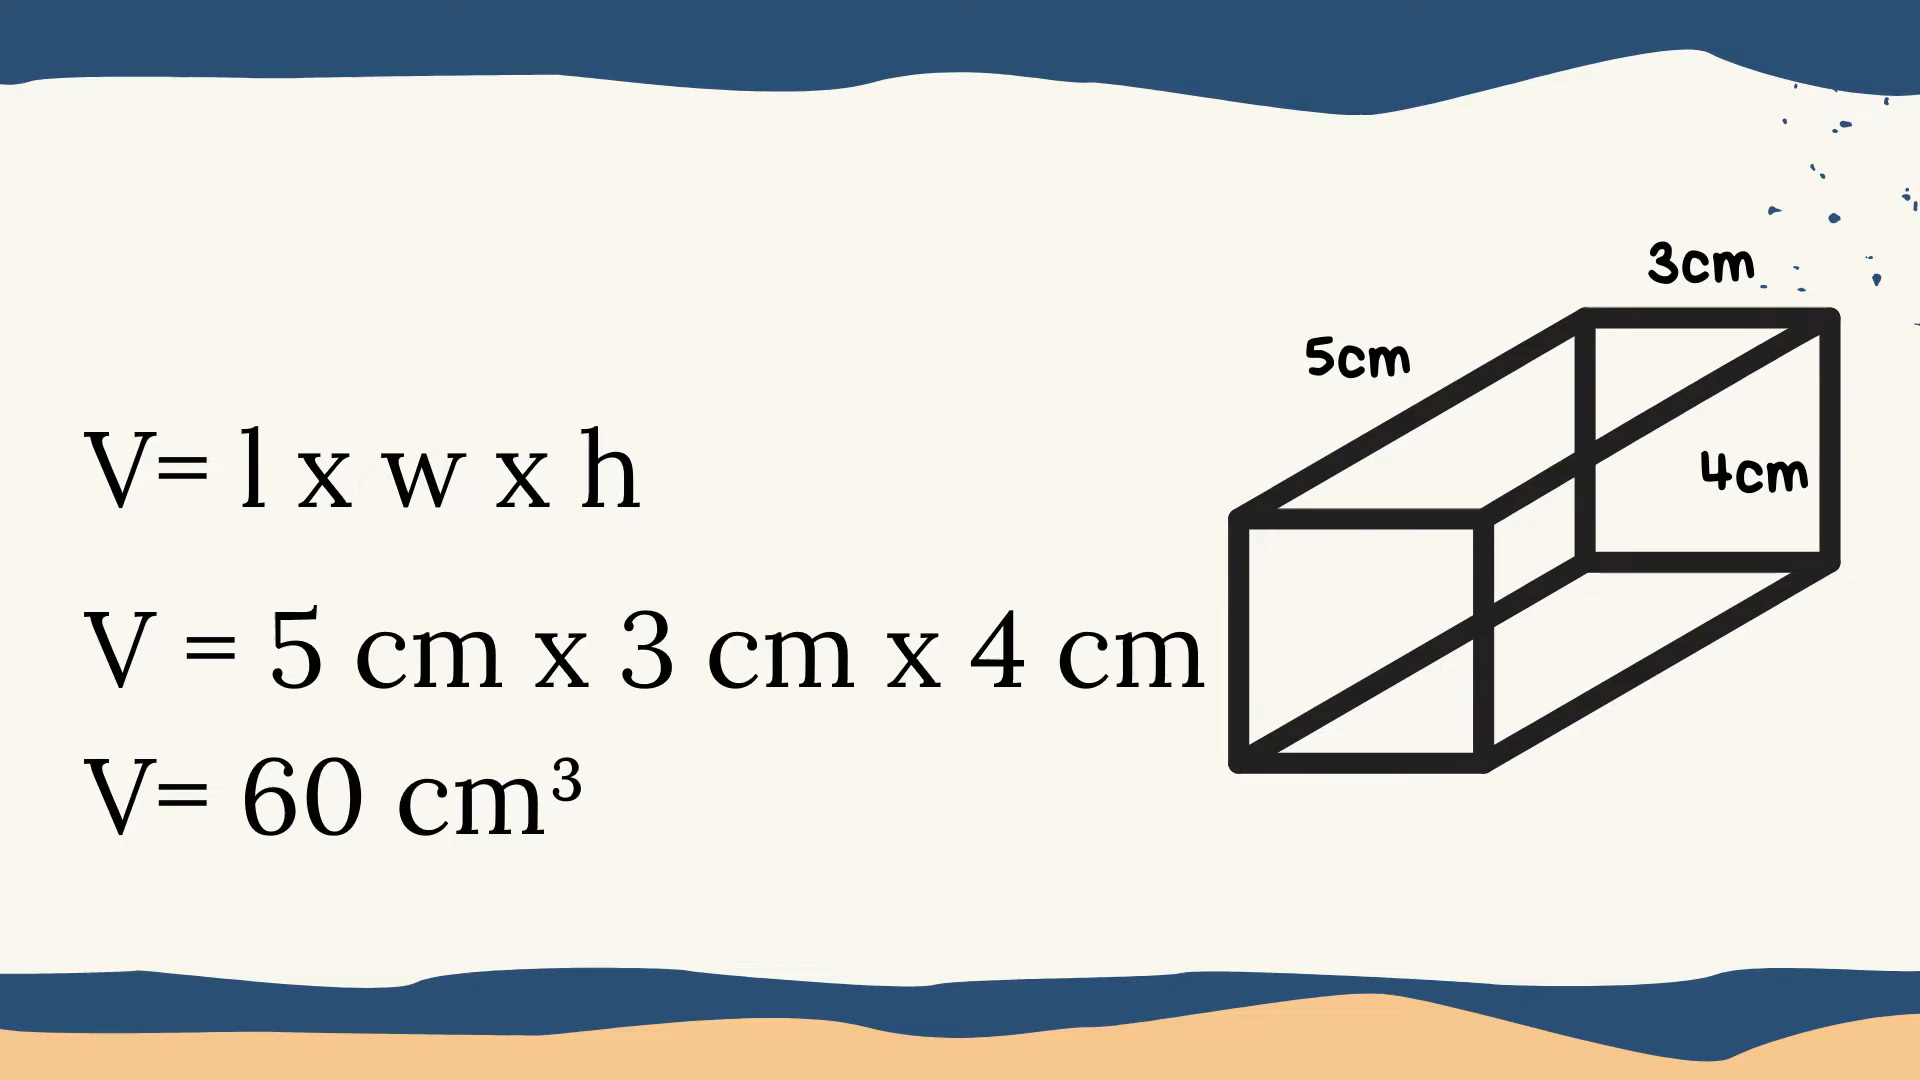 3cm
5cm
4cm
V= l x w x h
V = 5 cm x 3 cm x 4 cm
V= 60 cm³